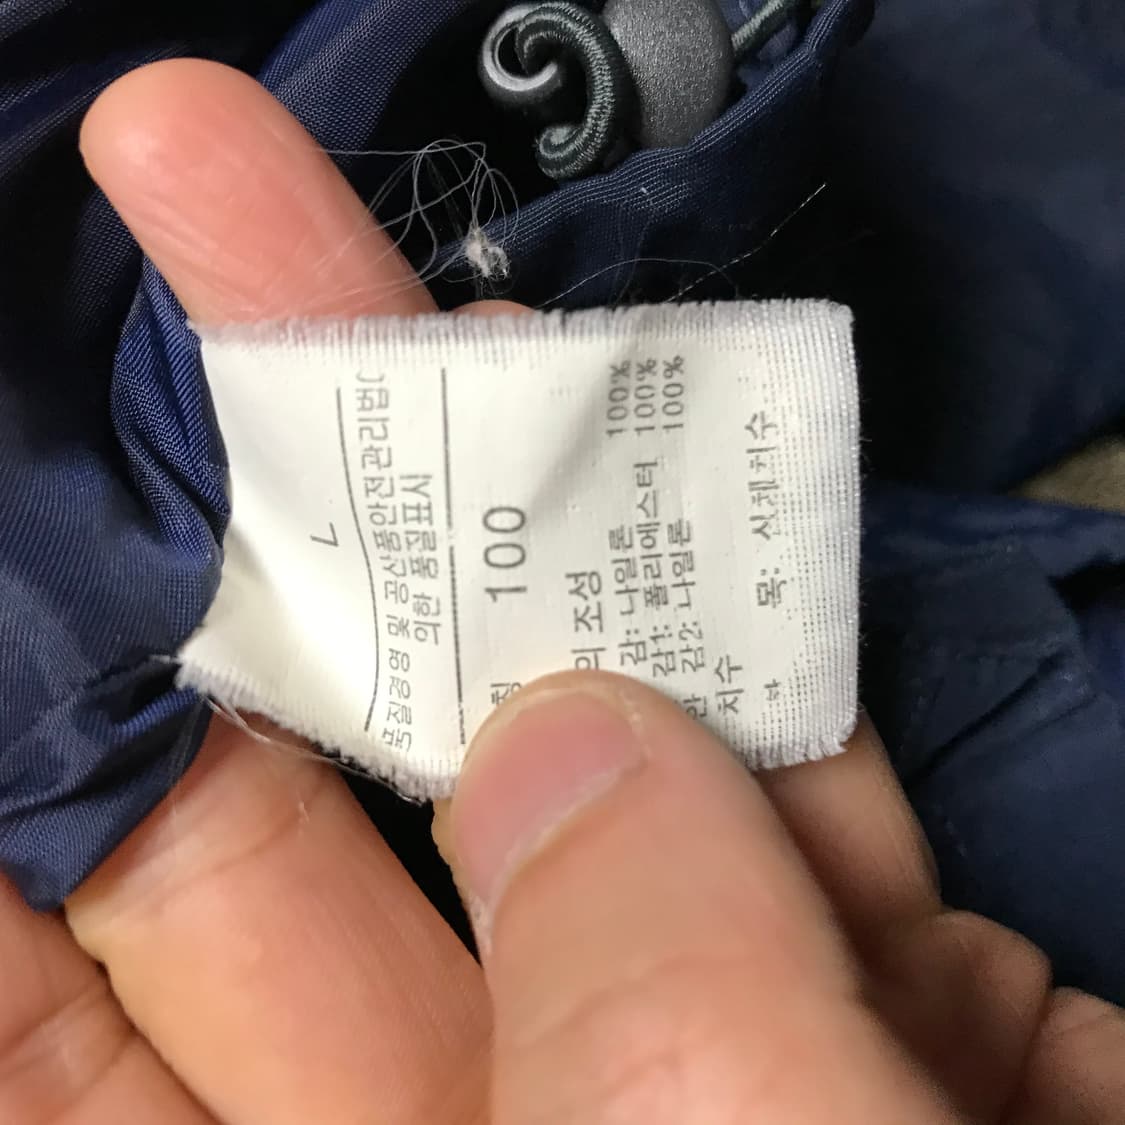 L
품질경영 및 공산품안전관리법
의한 품질표시
칭 100
의 조성
감: 나일론 100%
감1: 폴리에스터 100%
감2: 나일론 100%
치수
목: 신체치수